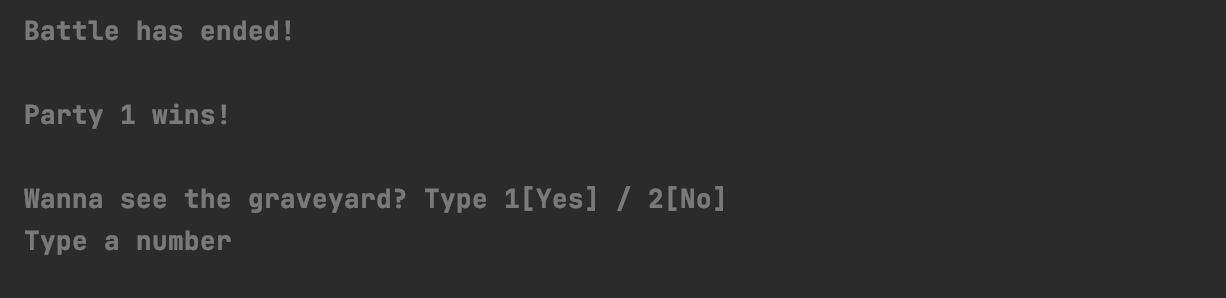 Battle has ended!
Party 1 wins!
Wanna see the graveyard? Type 1[Yes] / 2[No]
Type a number